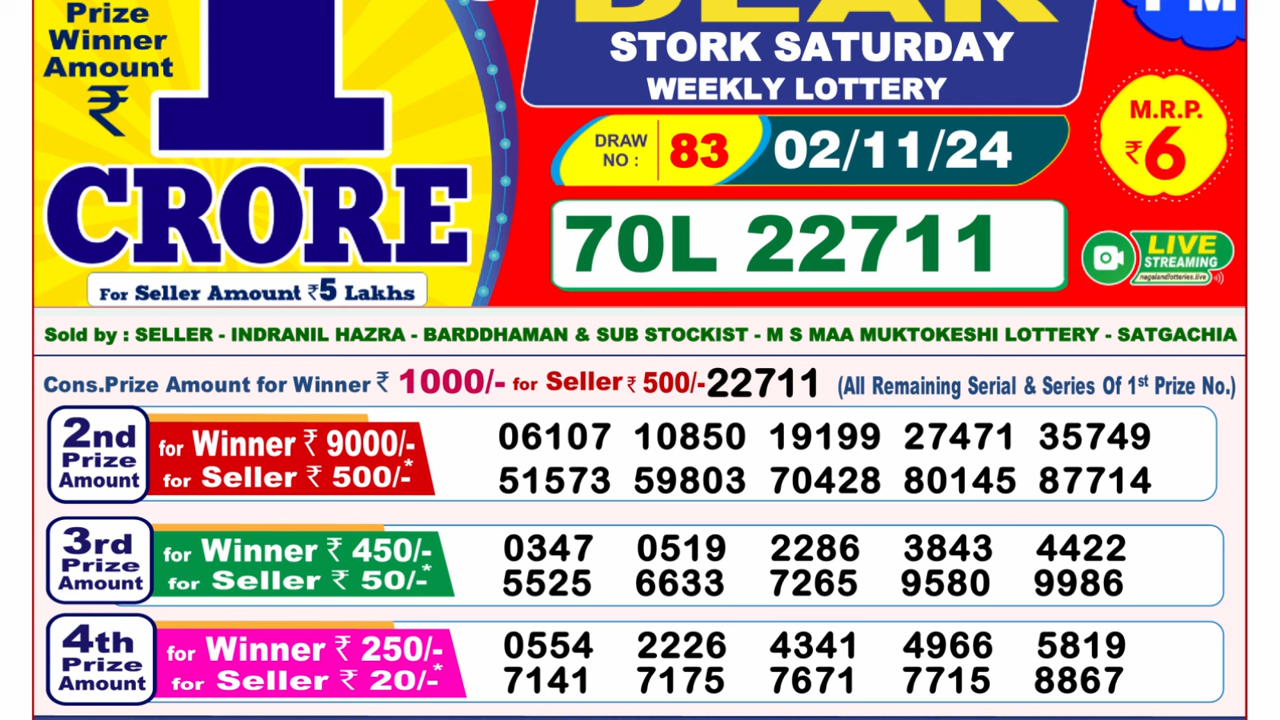 Prize
Winner
Amount
₹
1
CRORE
For Seller Amount ₹5 Lakhs
DEAR
STORK SATURDAY
WEEKLY LOTTERY
DRAW NO : 83 02/11/24
70L 22711
PM
M.R.P.
₹6
LIVE
STREAMING
nagalandlotteries.live
Sold by : SELLER - INDRANIL HAZRA - BARDDHAMAN & SUB STOCKIST - M S MAA MUKTOKESHI LOTTERY - SATGACHIA
Cons.Prize Amount for Winner ₹ 1000/- for Seller ₹ 500/- 22711 (All Remaining Serial & Series Of 1st Prize No.)
2nd
Prize
Amount
for Winner ₹ 9000/-
for Seller ₹ 500/-*
06107 10850 19199 27471 35749
51573 59803 70428 80145 87714
3rd
Prize
Amount
for Winner ₹ 450/-
for Seller ₹ 50/-*
0347 0519 2286 3843 4422
5525 6633 7265 9580 9986
4th
Prize
Amount
for Winner ₹ 250/-
for Seller ₹ 20/-*
0554 2226 4341 4966 5819
7141 7175 7671 7715 8867